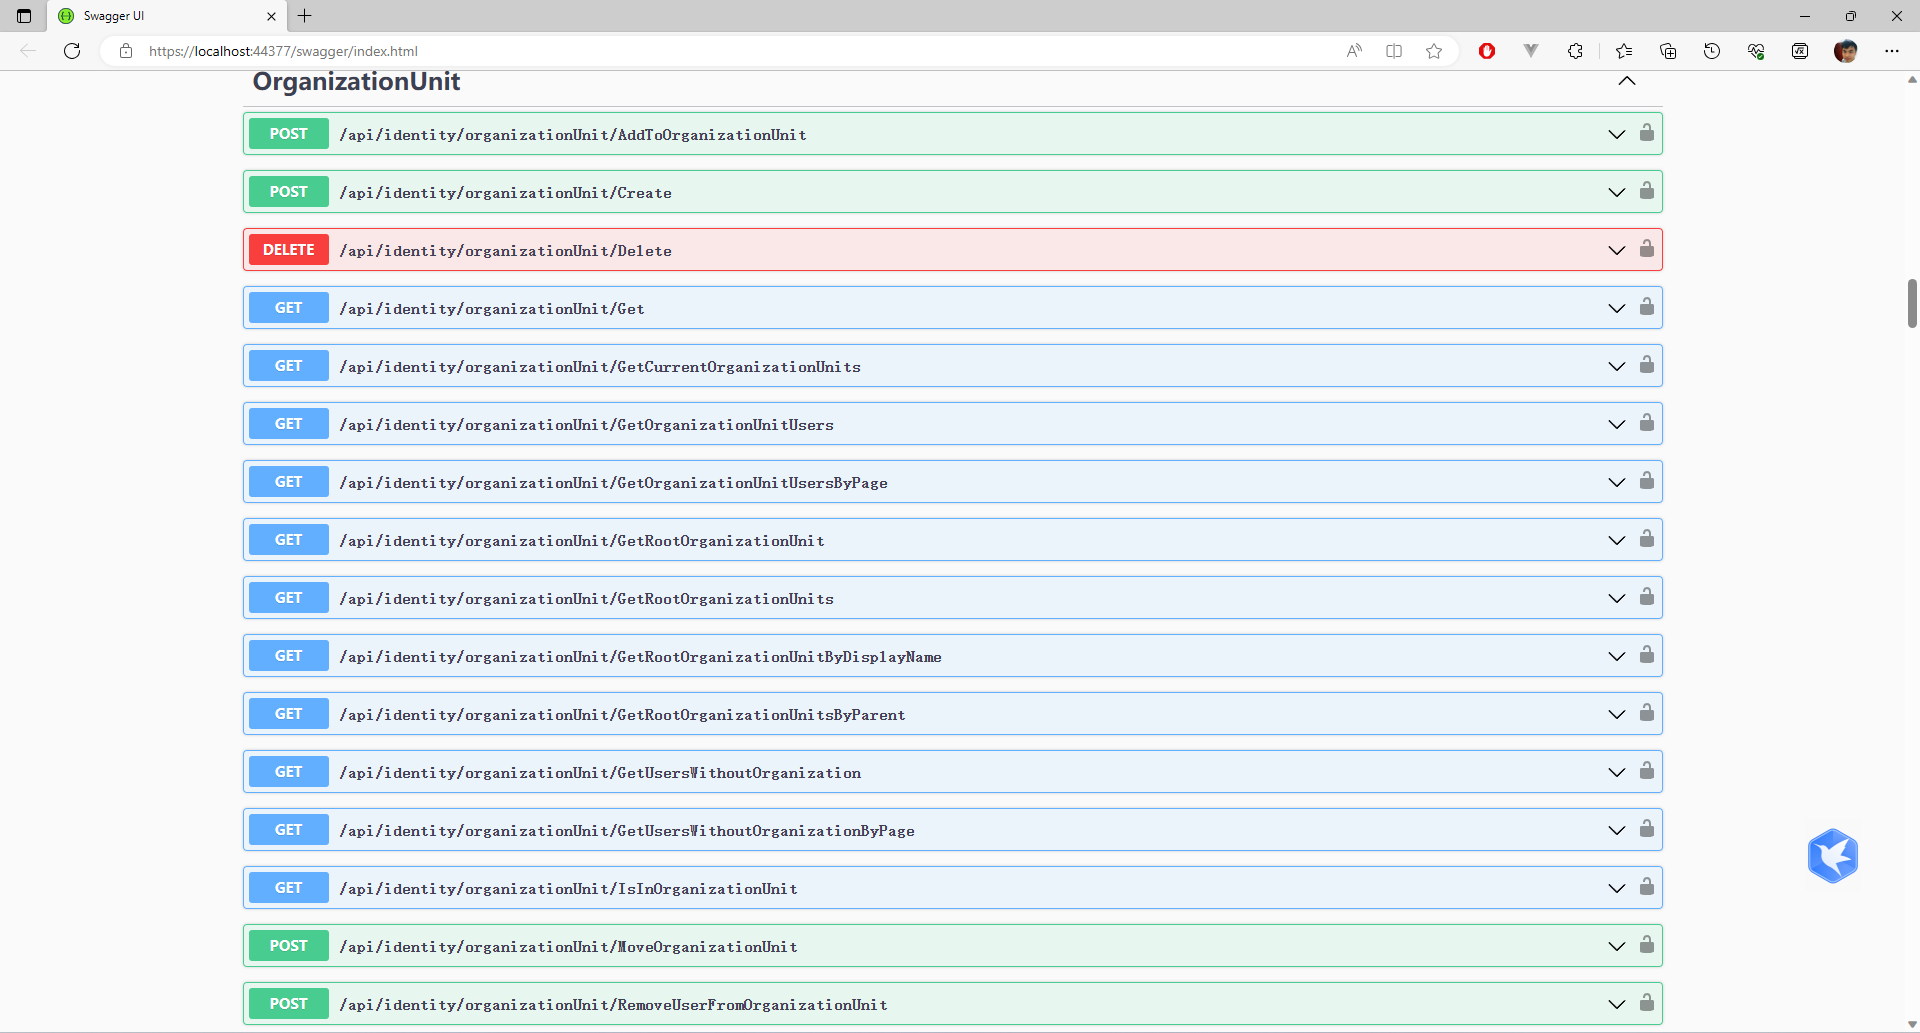 Swagger UI
https://localhost:44377/swagger/index.html
OrganizationUnit
POST /api/identity/organizationUnit/AddToOrganizationUnit
POST /api/identity/organizationUnit/Create
DELETE /api/identity/organizationUnit/Delete
GET /api/identity/organizationUnit/Get
GET /api/identity/organizationUnit/GetCurrentOrganizationUnits
GET /api/identity/organizationUnit/GetOrganizationUnitUsers
GET /api/identity/organizationUnit/GetOrganizationUnitUsersByPage
GET /api/identity/organizationUnit/GetRootOrganizationUnit
GET /api/identity/organizationUnit/GetRootOrganizationUnits
GET /api/identity/organizationUnit/GetRootOrganizationUnitByDisplayName
GET /api/identity/organizationUnit/GetRootOrganizationUnitsByParent
GET /api/identity/organizationUnit/GetUsersWithoutOrganization
GET /api/identity/organizationUnit/GetUsersWithoutOrganizationByPage
GET /api/identity/organizationUnit/IsInOrganizationUnit
POST /api/identity/organizationUnit/MoveOrganizationUnit
POST /api/identity/organizationUnit/RemoveUserFromOrganizationUnit